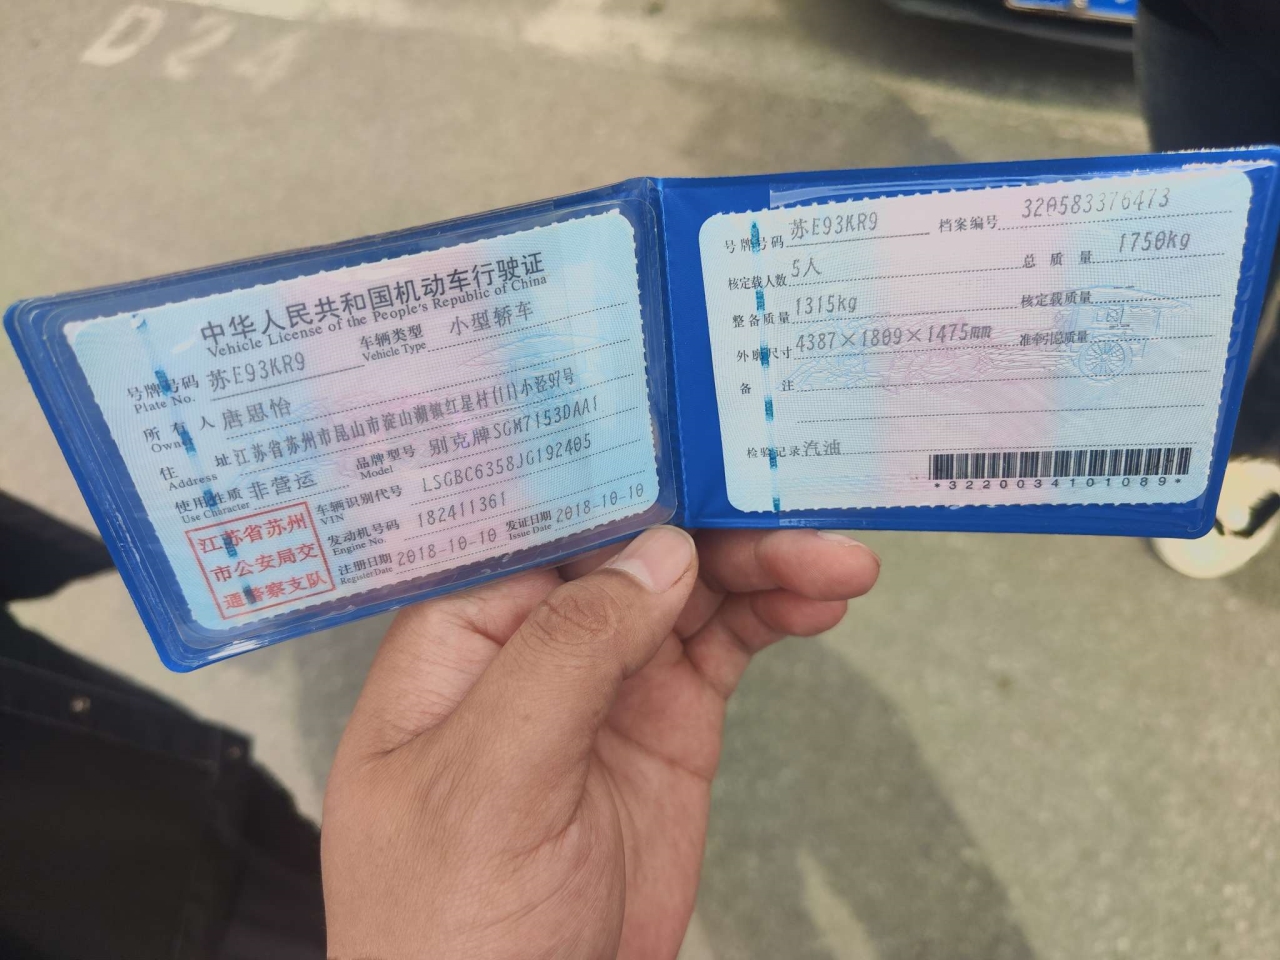 D24
中华人民共和国机动车行驶证
Vehicle License of the People's Republic of China
号牌号码 苏E93KR9 车辆类型 小型轿车
Plate No. Vehicle Type
所有人 唐思怡
Owner
住址 江苏省苏州市昆山市淀山湖镇红星村(11)小泾97号
Address
使用性质 非营运 品牌型号 别克牌SGM7153DAA1
Use Character Model
江苏省苏州
市公安局交
通警察支队
车辆识别代号 LSGBC6358JG192405
VIN
发动机号码 182411361
Engine No.
注册日期 2018-10-10 发证日期 2018-10-10
Register Date Issue Date
号牌号码 苏E93KR9 档案编号 320583376473
核定载人数 5人 总质量 1750kg
整备质量 1315kg 核定载质量
外廓尺寸 4387×1809×1475mm 准牵引总质量
备注
检验记录 汽油
*3220034101089*